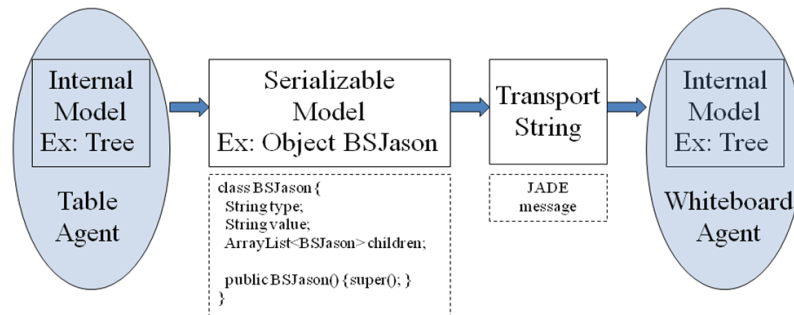 Internal
Model
Ex: Tree
Table
Agent
Serializable
Model
Ex: Object BSJason
class BSJason {
String type;
String value;
ArrayList<BSJason> children;
public BSJason() {super(); }
}
Transport
String
JADE
message
Internal
Model
Ex: Tree
Whiteboard
Agent